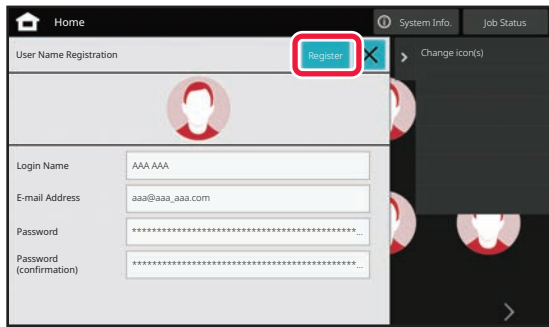 Home
System Info.
Job Status
User Name Registration
Register
Change icon(s)
Login Name
AAA AAA
E-mail Address
aaa@aaa_aaa.com
Password
*********************************************...
Password
(confirmation)
*********************************************...